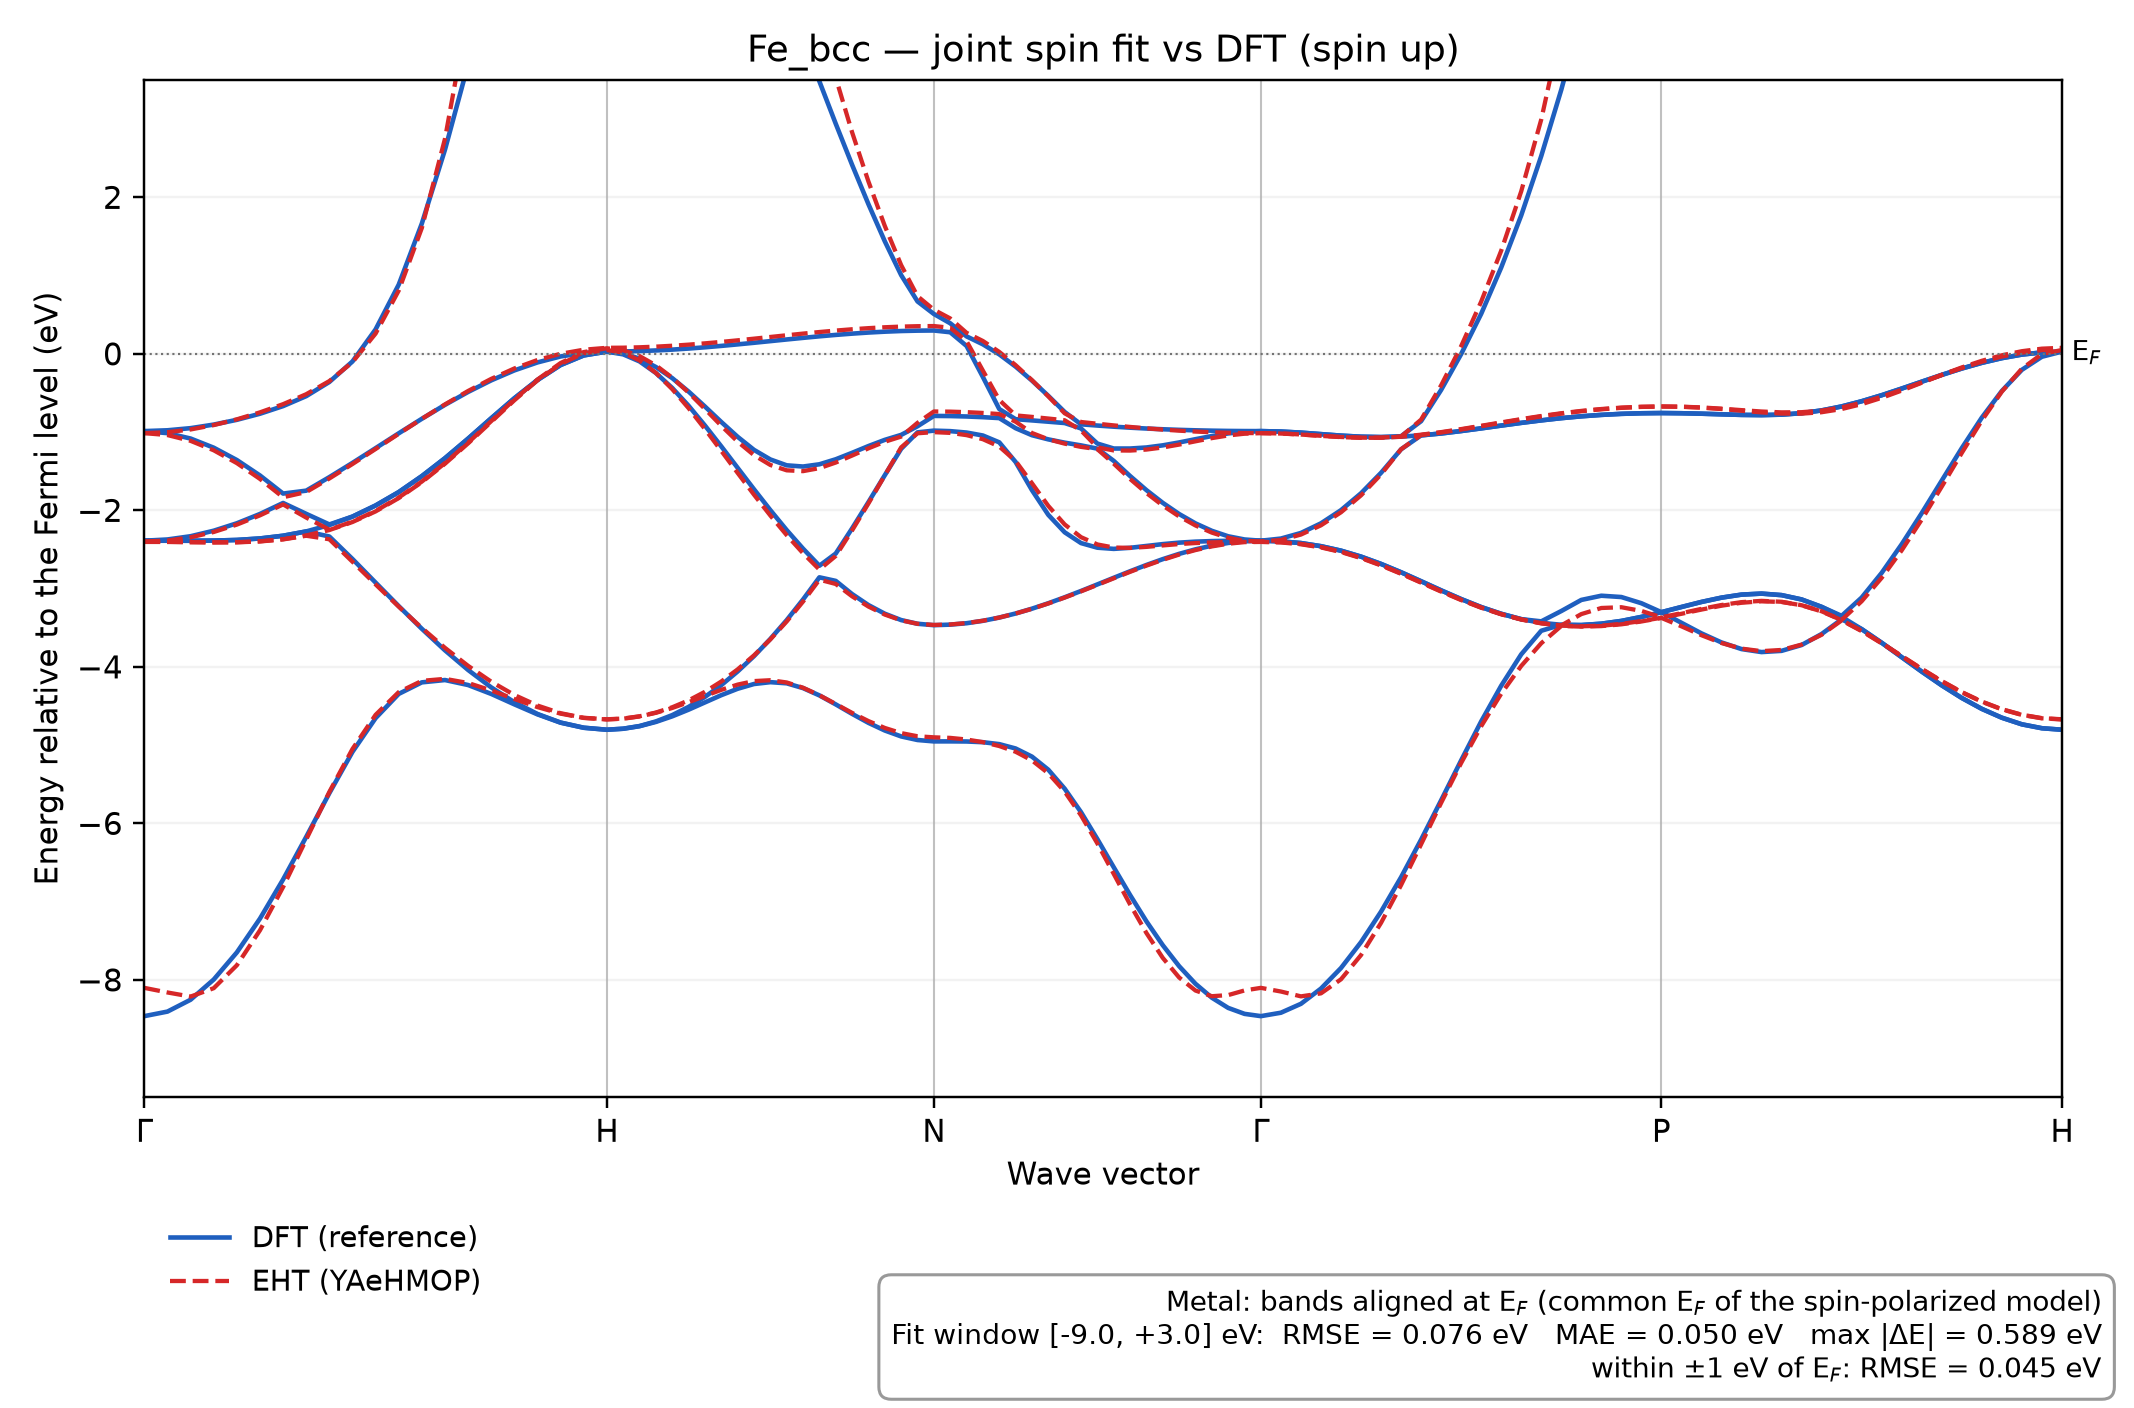 Fe_bcc — joint spin fit vs DFT (spin up)
Energy relative to the Fermi level (eV)
2
0
−2
−4
−6
−8
E_F
Γ
H
N
Γ
P
H
Wave vector
DFT (reference)
EHT (YAeHMOP)
Metal: bands aligned at E_F (common E_F of the spin-polarized model)
Fit window [-9.0, +3.0] eV:  RMSE = 0.076 eV   MAE = 0.050 eV   max |ΔE| = 0.589 eV
within ±1 eV of E_F: RMSE = 0.045 eV